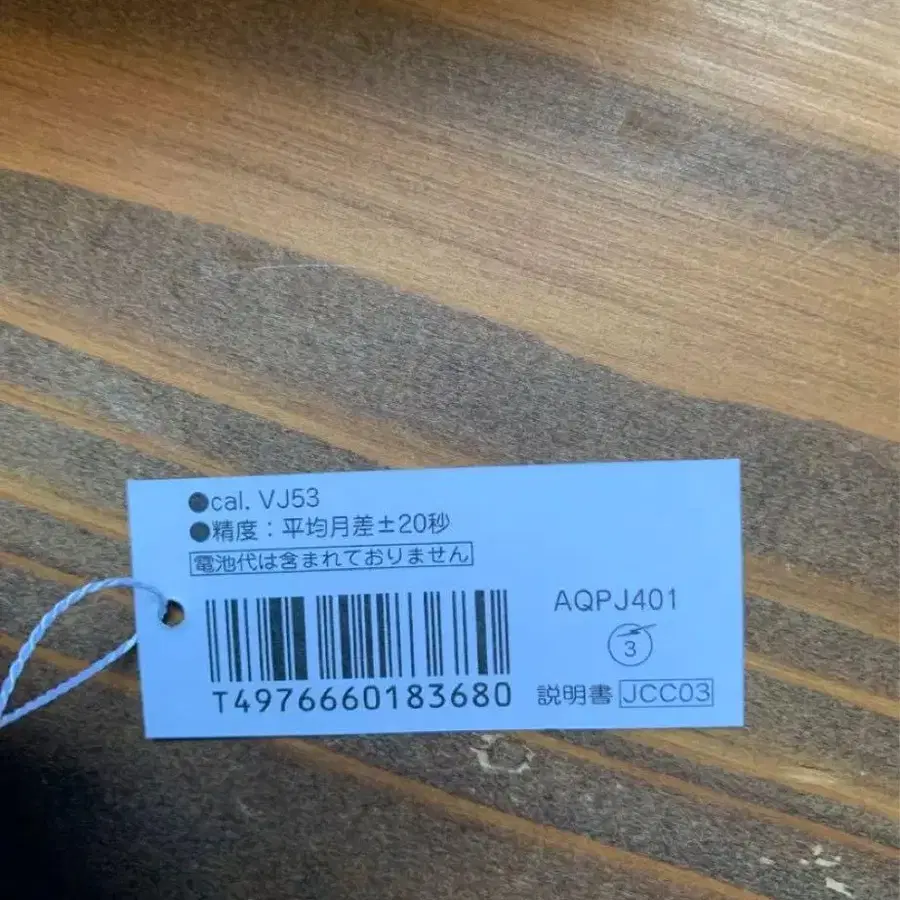 ●cal. VJ53
●精度：平均月差±20秒
電池代は含まれておりません
T4976660183680
AQPJ401
3
説明書 JCC03